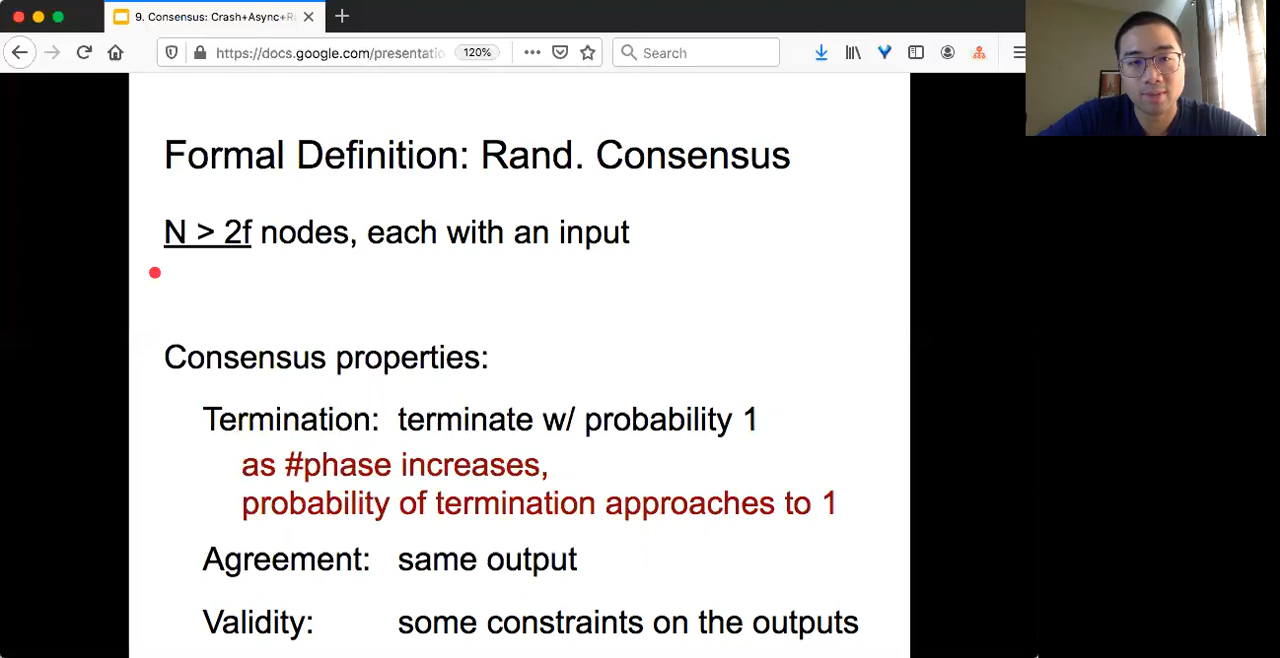 9. Consensus: Crash+Async+R
https://docs.google.com/presentatio
120%
Search
Formal Definition: Rand. Consensus
N > 2f nodes, each with an input
Consensus properties:
Termination: terminate w/ probability 1
as #phase increases,
probability of termination approaches to 1
Agreement: same output
Validity: some constraints on the outputs